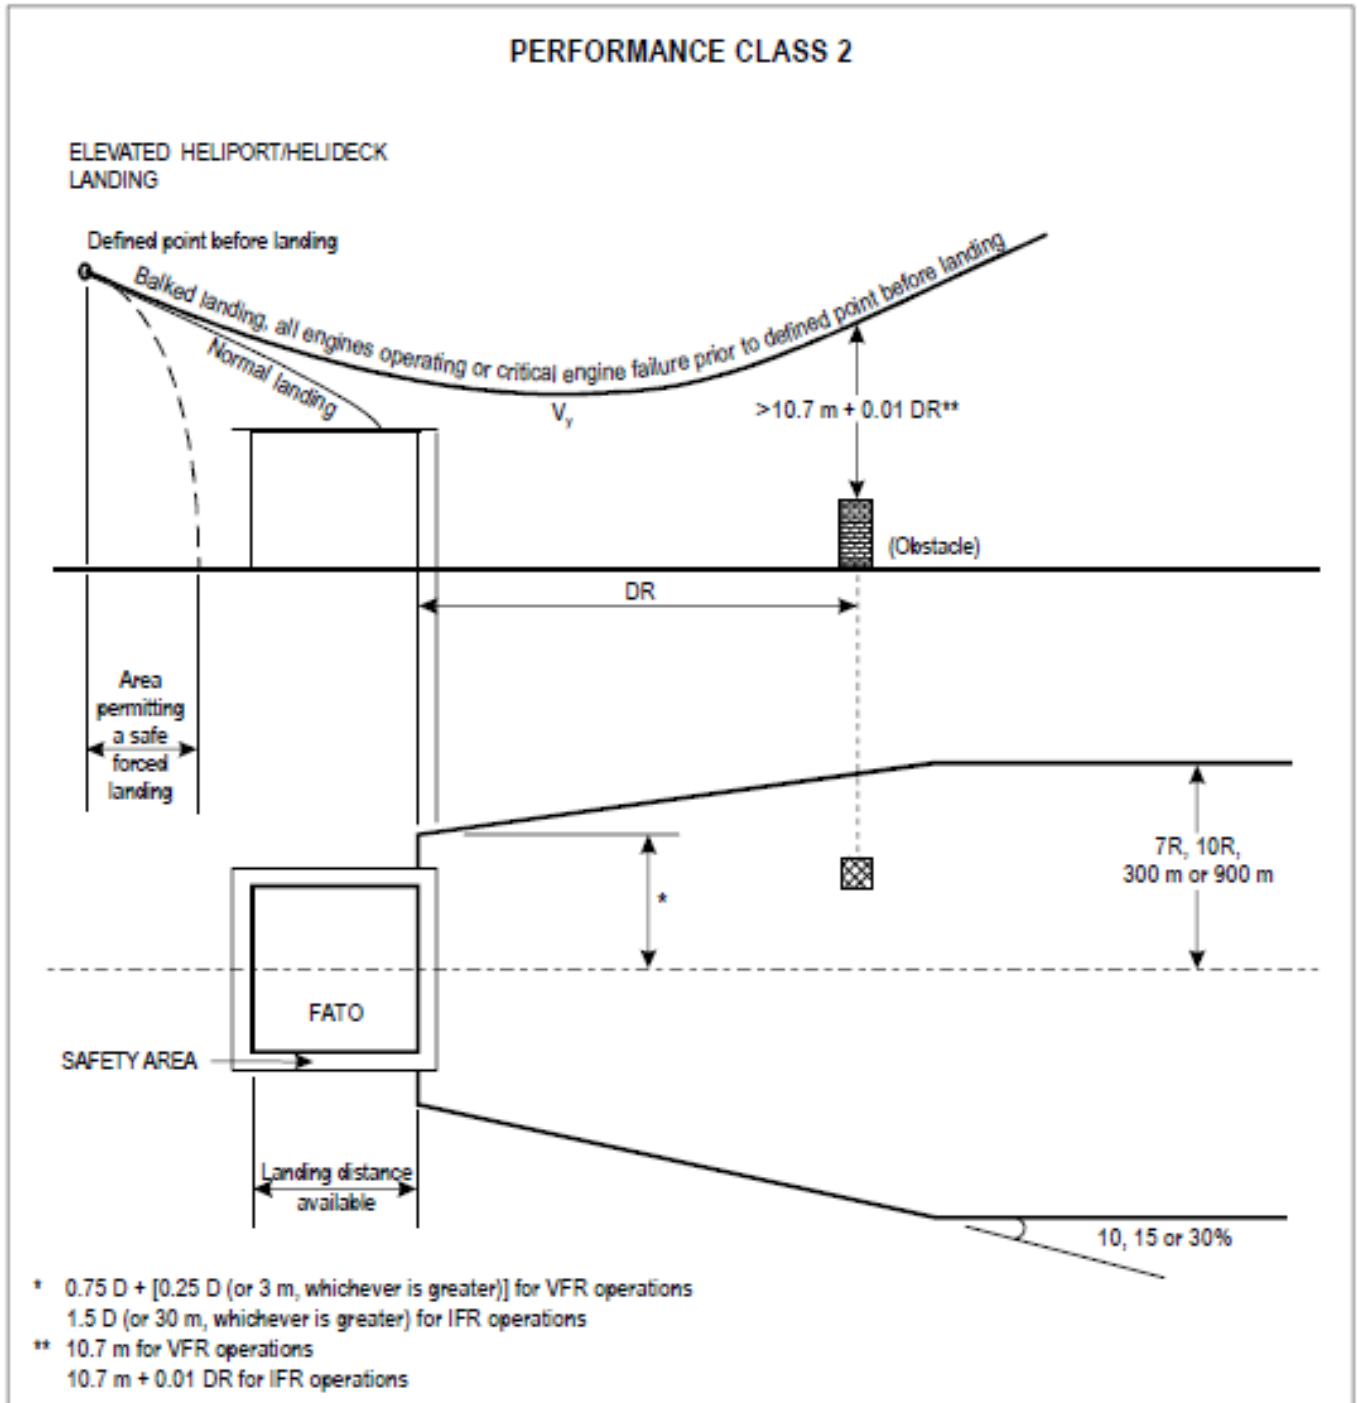 PERFORMANCE CLASS 2
ELEVATED HELIPORT/HELIDECK
LANDING
Defined point before landing
Balked landing, all engines operating or critical engine failure prior to defined point before landing
Normal landing
Vy
>10.7 m + 0.01 DR**
(Obstacle)
DR
Area
permitting
a safe
forced
landing
7R, 10R,
300 m or 900 m
*
FATO
SAFETY AREA
Landing distance
available
10, 15 or 30%
* 0.75 D + [0.25 D (or 3 m, whichever is greater)] for VFR operations
1.5 D (or 30 m, whichever is greater) for IFR operations
** 10.7 m for VFR operations
10.7 m + 0.01 DR for IFR operations